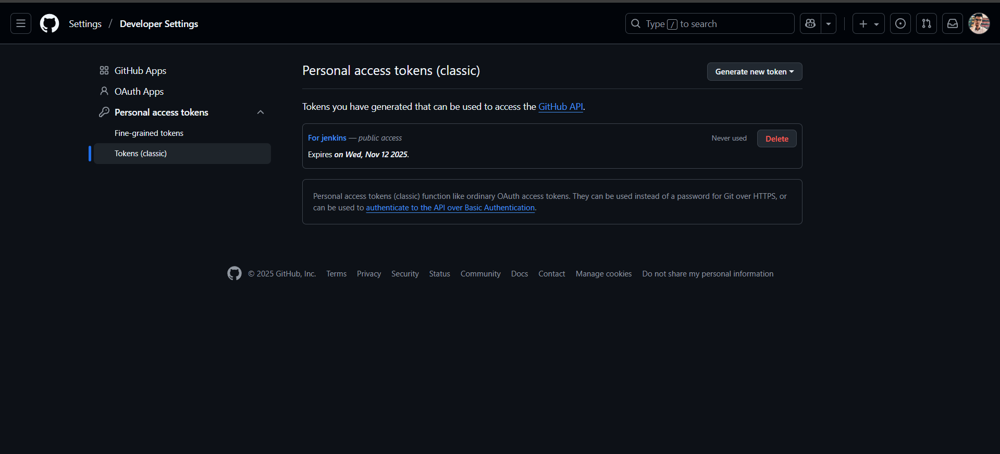 Settings / Developer Settings
Type / to search
GitHub Apps
OAuth Apps
Personal access tokens
Fine-grained tokens
Tokens (classic)
Personal access tokens (classic)
Generate new token
Tokens you have generated that can be used to access the GitHub API.
For jenkins — public access
Never used
Delete
Expires on Wed, Nov 12 2025.
Personal access tokens (classic) function like ordinary OAuth access tokens. They can be used instead of a password for Git over HTTPS, or
can be used to authenticate to the API over Basic Authentication.
© 2025 GitHub, Inc. Terms Privacy Security Status Community Docs Contact Manage cookies Do not share my personal information